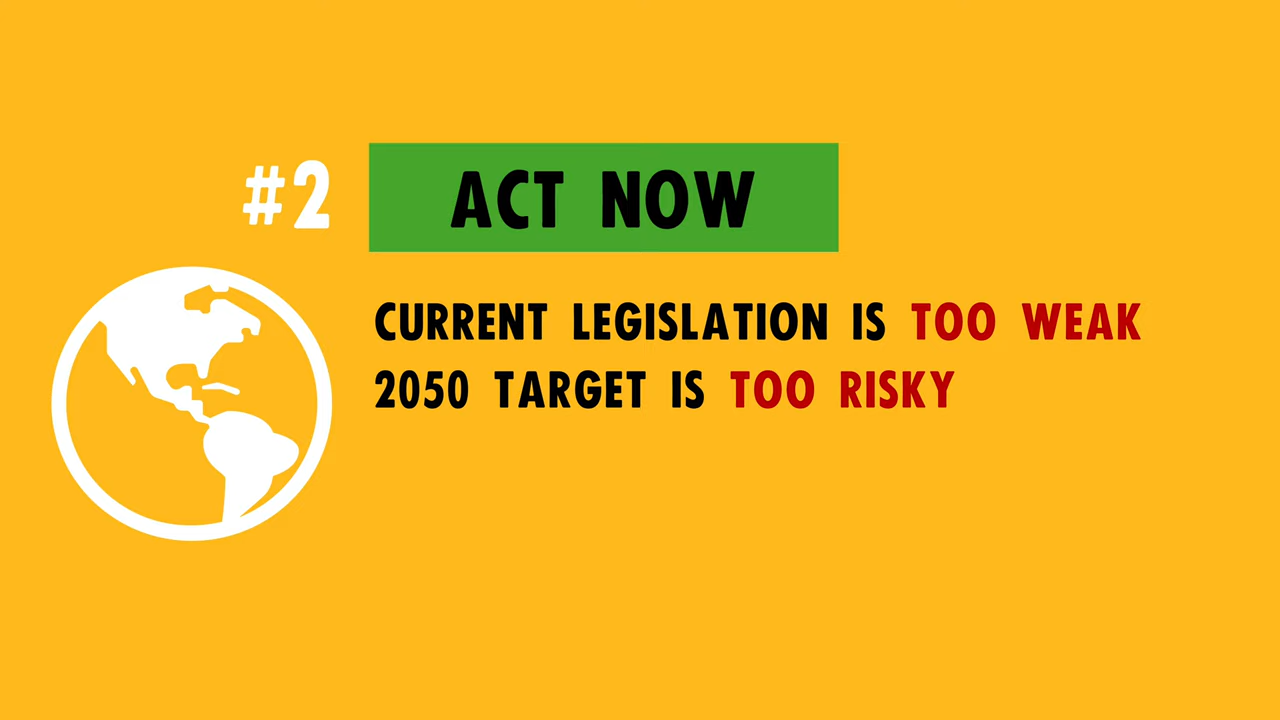 #2 ACT NOW
CURRENT LEGISLATION IS TOO WEAK
2050 TARGET IS TOO RISKY